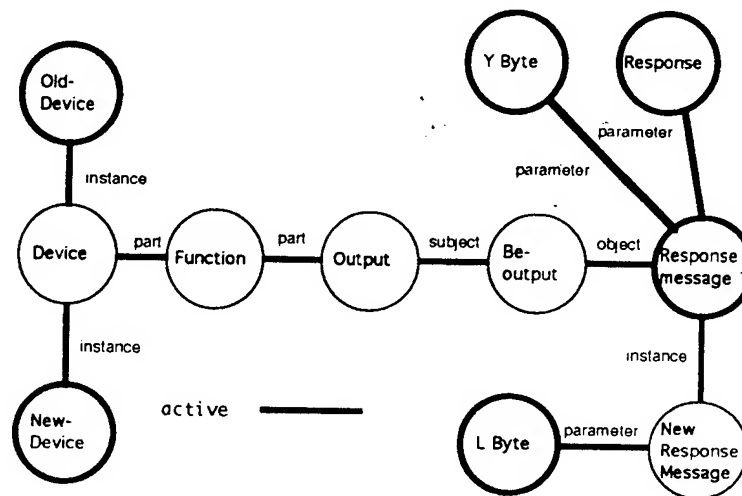 Old-
Device
Y Byte
Response
parameter
parameter
instance
Device
part
Function
part
Output
subject
Be-
output
object
Response
message
instance
instance
active
New-
Device
L Byte
parameter
New
Response
Message